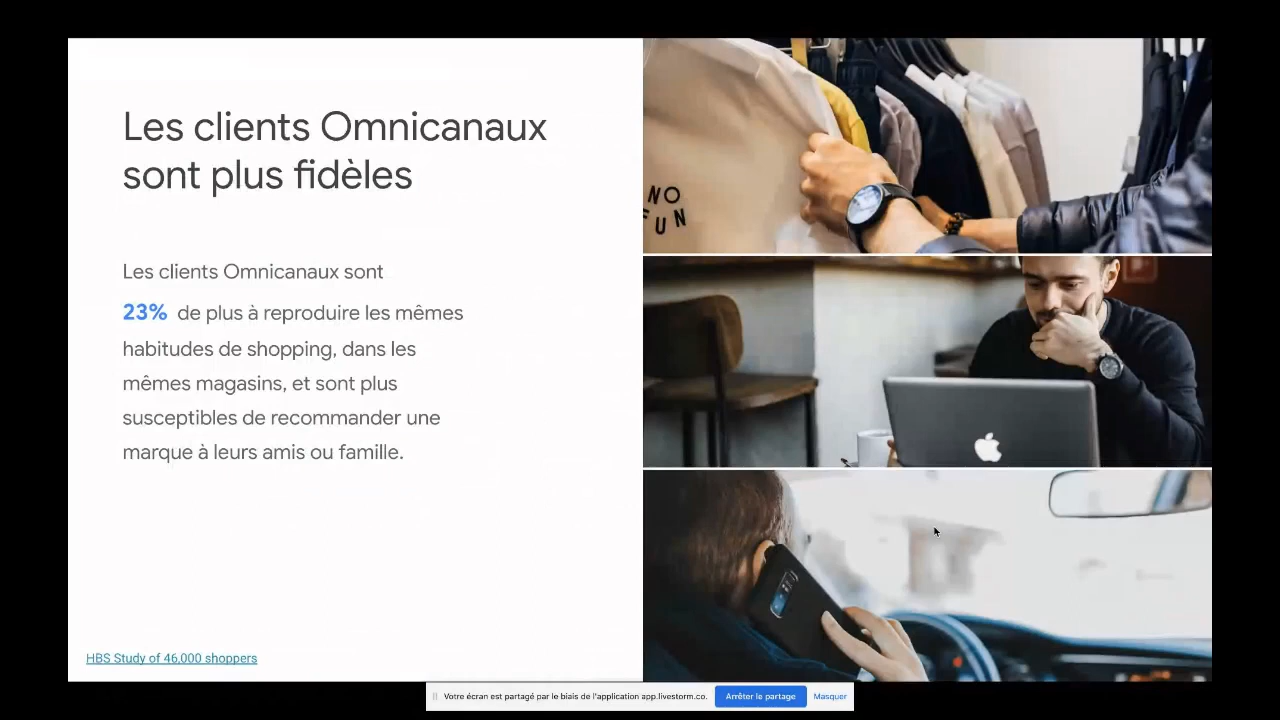 Les clients Omnicanaux
sont plus fidèles
Les clients Omnicanaux sont
23% de plus à reproduire les mêmes
habitudes de shopping, dans les
mêmes magasins, et sont plus
susceptibles de recommander une
marque à leurs amis ou famille.
HBS Study of 46,000 shoppers
NO
FUN
Votre écran est partagé par le biais de l'application app.livestorm.co.
Arrêter le partage
Masquer